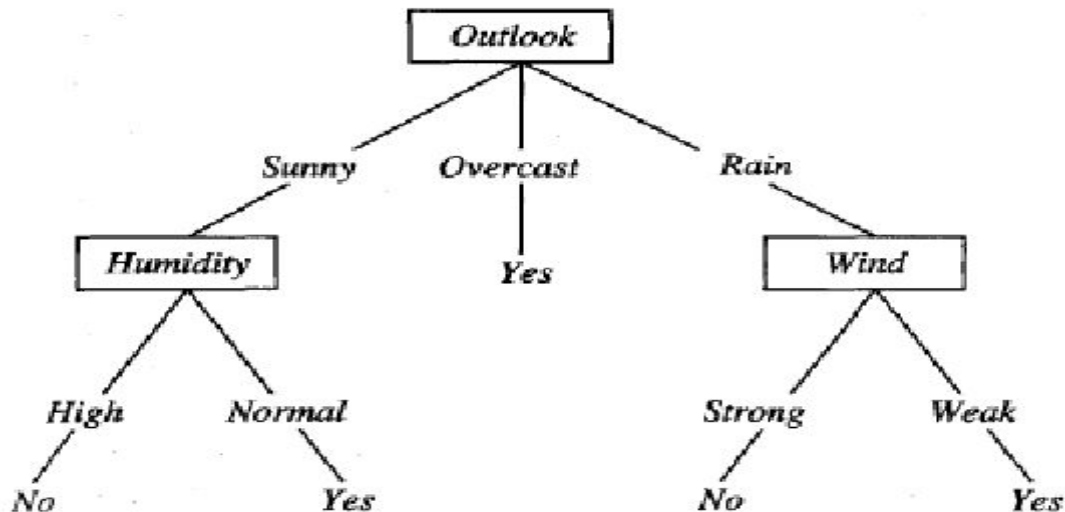 Outlook
Sunny Overcast Rain
Humidity Yes Wind
High Normal Strong Weak
No Yes No Yes